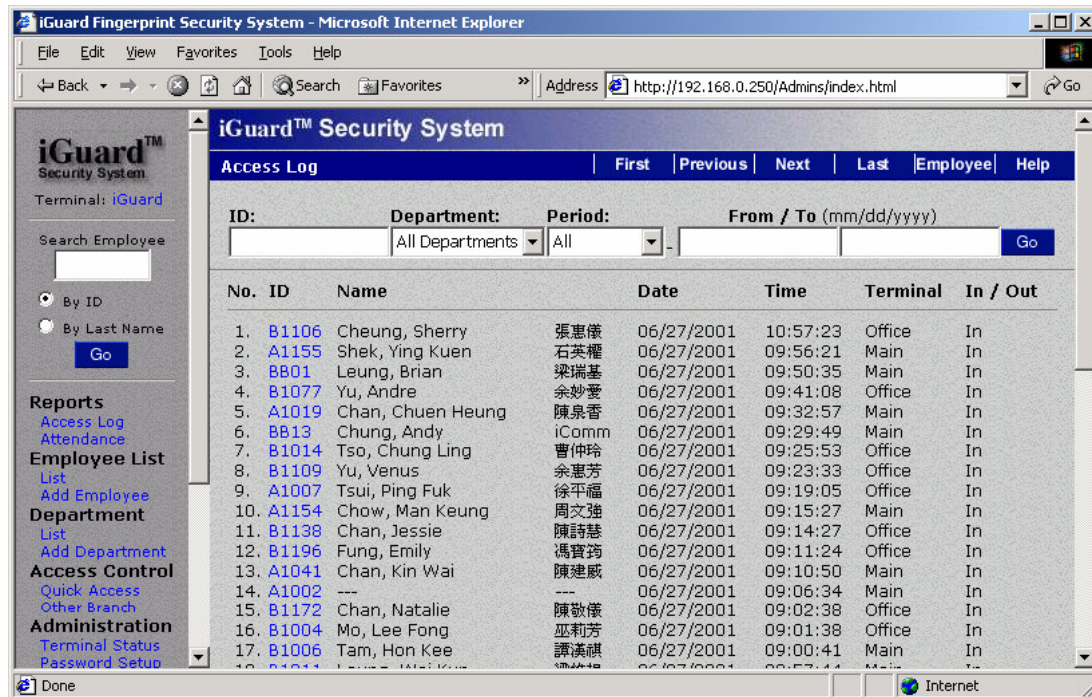 iGuard Fingerprint Security System - Microsoft Internet Explorer
File Edit View Favorites Tools Help
Back Search Favorites » Address http://192.168.0.250/Admins/index.html Go
iGuard™
Security System
Terminal: iGuard
Search Employee
By ID
By Last Name
Go
Reports
Access Log
Attendance
Employee List
List
Add Employee
Department
List
Add Department
Access Control
Quick Access
Other Branch
Administration
Terminal Status
Password Setup
iGuard™ Security System
Access Log First Previous Next Last Employee Help
ID: Department: Period: From / To (mm/dd/yyyy)
All Departments All - Go
No. ID Name Date Time Terminal In / Out
1. B1106 Cheung, Sherry 張惠儀 06/27/2001 10:57:23 Office In
2. A1155 Shek, Ying Kuen 石英權 06/27/2001 09:56:21 Main In
3. BB01 Leung, Brian 梁瑞基 06/27/2001 09:50:35 Main In
4. B1077 Yu, Andre 余妙愛 06/27/2001 09:41:08 Office In
5. A1019 Chan, Chuen Heung 陳泉香 06/27/2001 09:32:57 Main In
6. BB13 Chung, Andy iComm 06/27/2001 09:29:49 Main In
7. B1014 Tso, Chung Ling 曹仲玲 06/27/2001 09:25:53 Office In
8. B1109 Yu, Venus 余惠芳 06/27/2001 09:23:33 Office In
9. A1007 Tsui, Ping Fuk 徐平福 06/27/2001 09:19:05 Office In
10. A1154 Chow, Man Keung 周文強 06/27/2001 09:15:27 Main In
11. B1138 Chan, Jessie 陳詩慧 06/27/2001 09:14:27 Office In
12. B1196 Fung, Emily 馮寶筠 06/27/2001 09:11:24 Office In
13. A1041 Chan, Kin Wai 陳建威 06/27/2001 09:10:50 Main In
14. A1002 --- --- 06/27/2001 09:06:34 Main In
15. B1172 Chan, Natalie 陳敬儀 06/27/2001 09:02:38 Office In
16. B1004 Mo, Lee Fong 巫莉芳 06/27/2001 09:01:38 Office In
17. B1006 Tam, Hon Kee 譚漢祺 06/27/2001 09:00:41 Main In
Done Internet